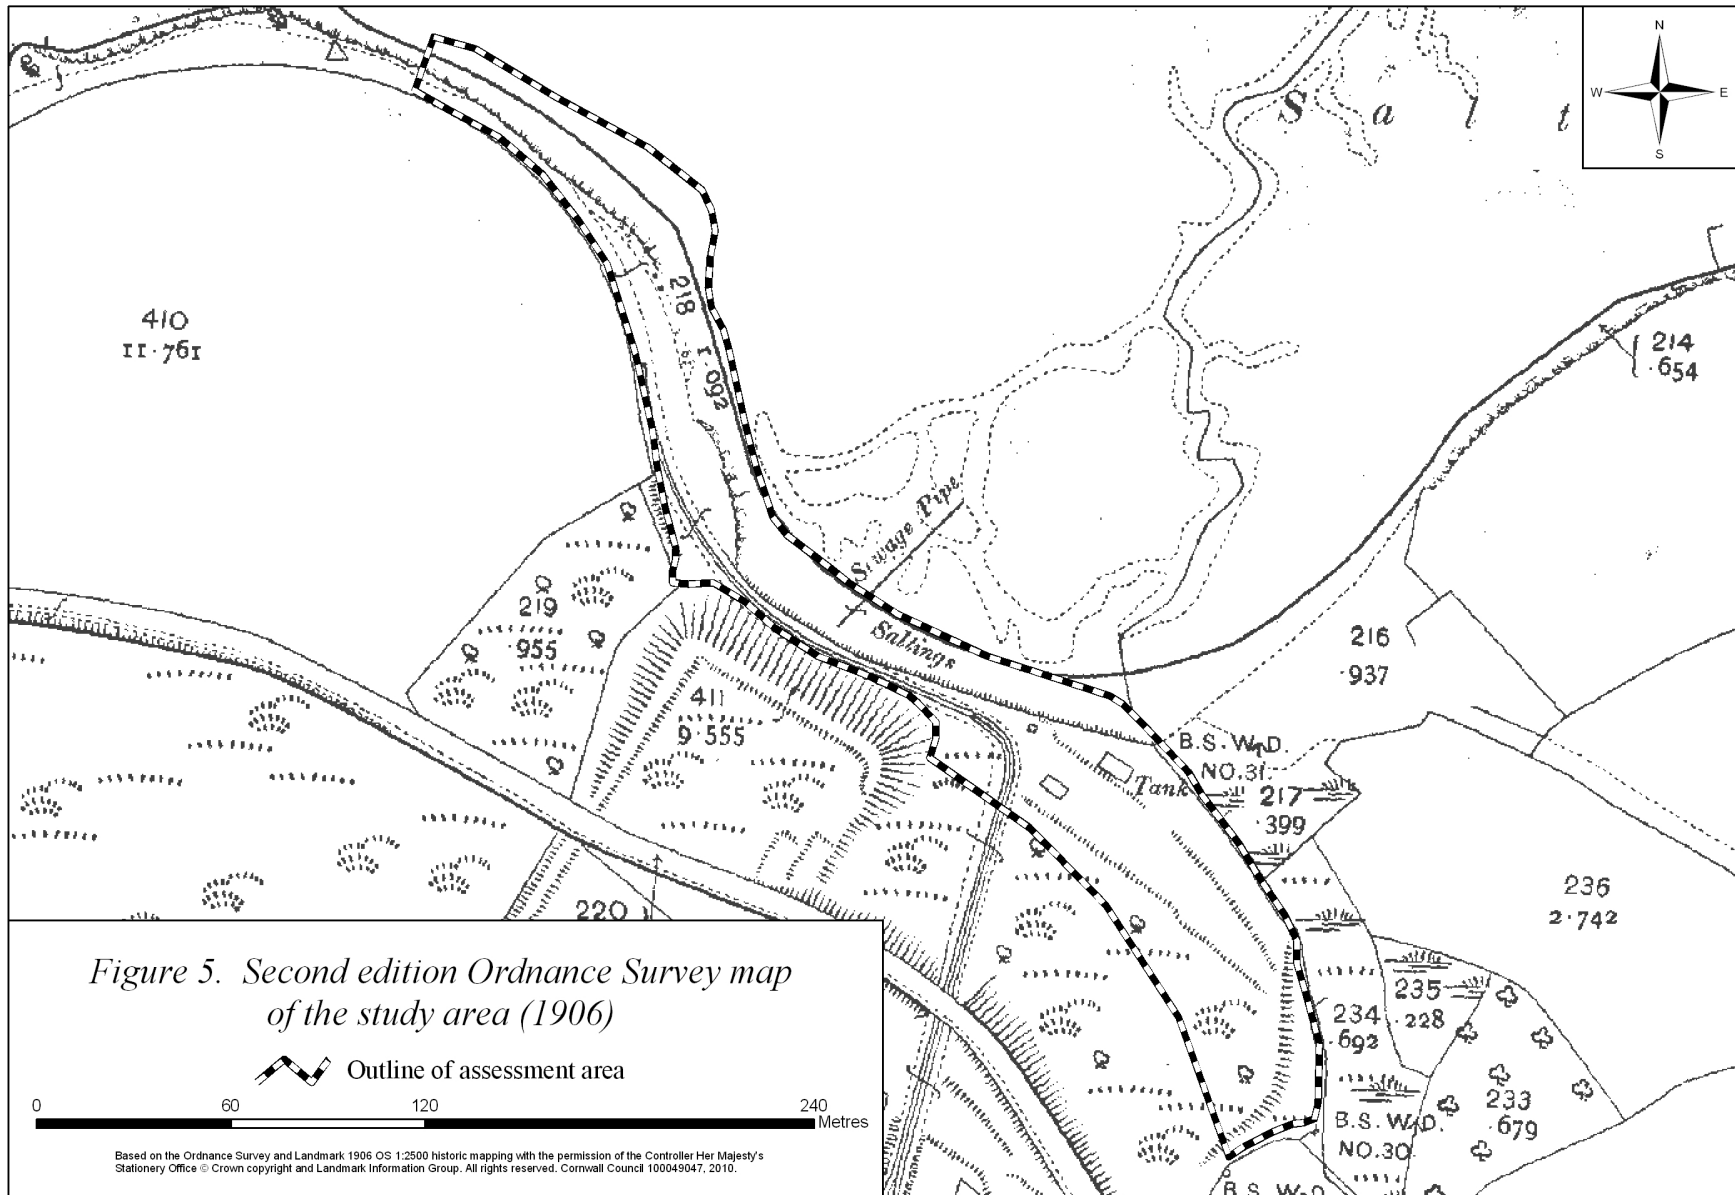 N
W E
S
S a l t
410
11·761
218
1·092
214
·654
Sewage Pipe
Saltings
219
·955
411
9·555
216
·937
B.S. W↑D.
NO.31.
Tank
217
·399
236
2·742
220
235
·228
234
·692
233
·679
B.S. W↑D.
NO.30
B.S. W↑D.
Figure 5. Second edition Ordnance Survey map
of the study area (1906)
Outline of assessment area
0 60 120 240
Metres
Based on the Ordnance Survey and Landmark 1906 OS 1:2500 historic mapping with the permission of the Controller Her Majesty's
Stationery Office © Crown copyright and Landmark Information Group. All rights reserved. Cornwall Council 100049047, 2010.